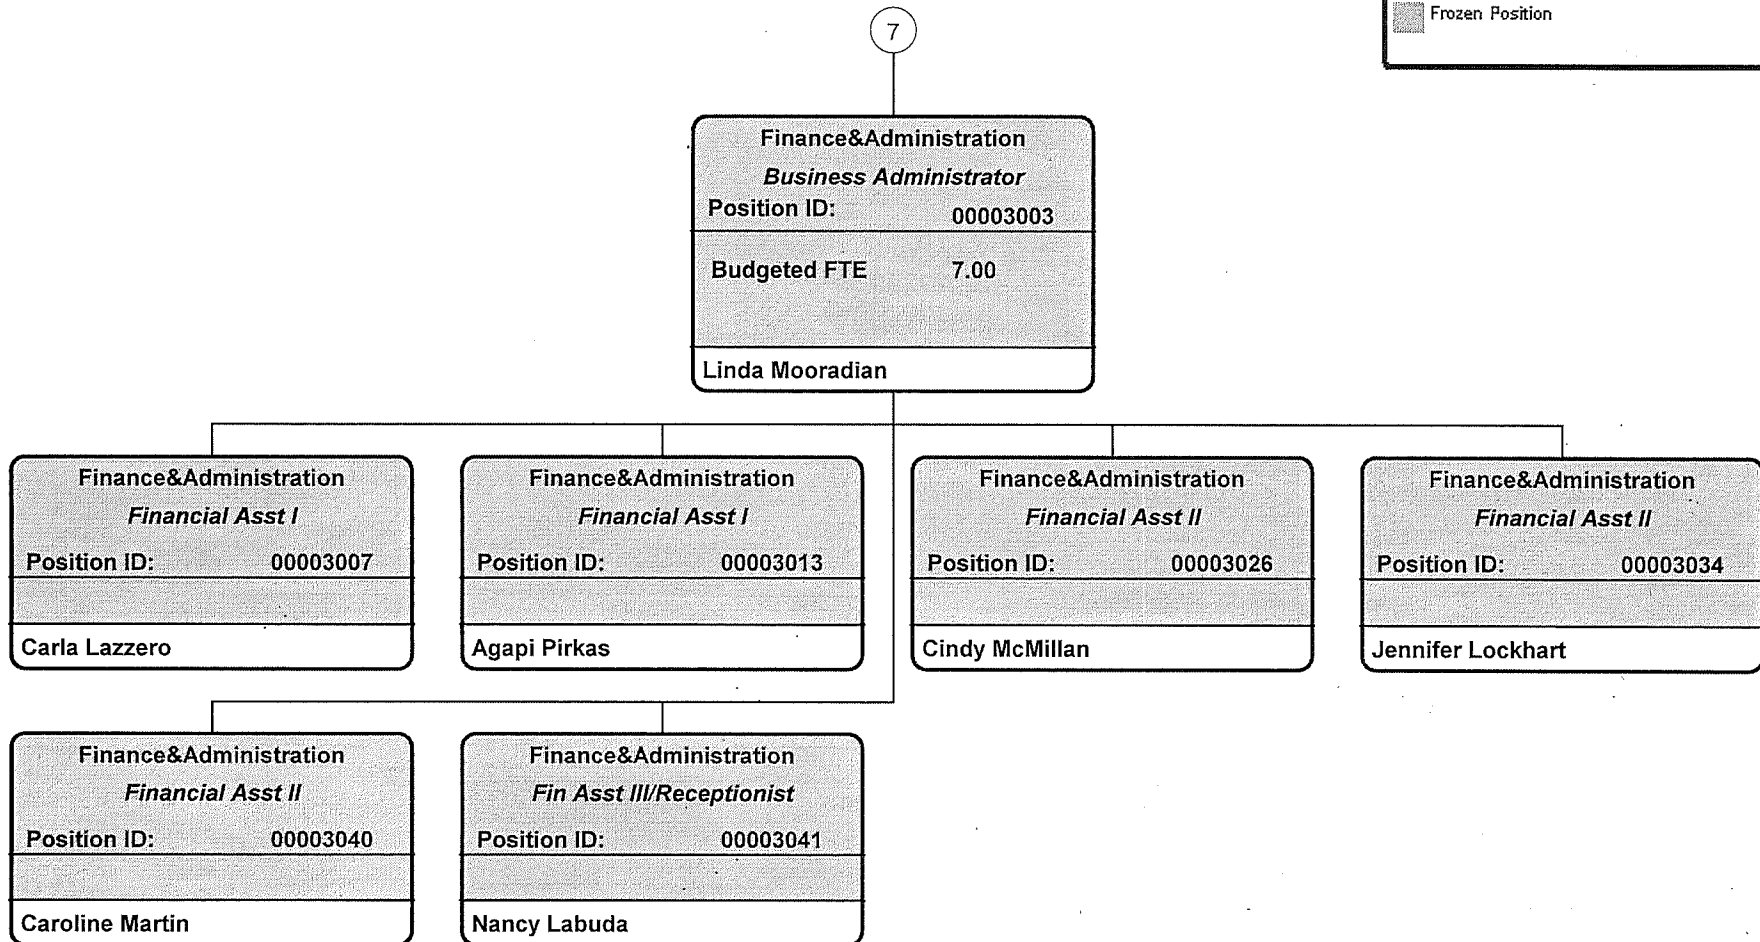 7
Frozen Position
Finance&Administration
Business Administrator
Position ID: 00003003
Budgeted FTE 7.00
Linda Mooradian
Finance&Administration
Financial Asst I
Position ID: 00003007
Carla Lazzero
Finance&Administration
Financial Asst I
Position ID: 00003013
Agapi Pirkas
Finance&Administration
Financial Asst II
Position ID: 00003026
Cindy McMillan
Finance&Administration
Financial Asst II
Position ID: 00003034
Jennifer Lockhart
Finance&Administration
Financial Asst II
Position ID: 00003040
Caroline Martin
Finance&Administration
Fin Asst III/Receptionist
Position ID: 00003041
Nancy Labuda